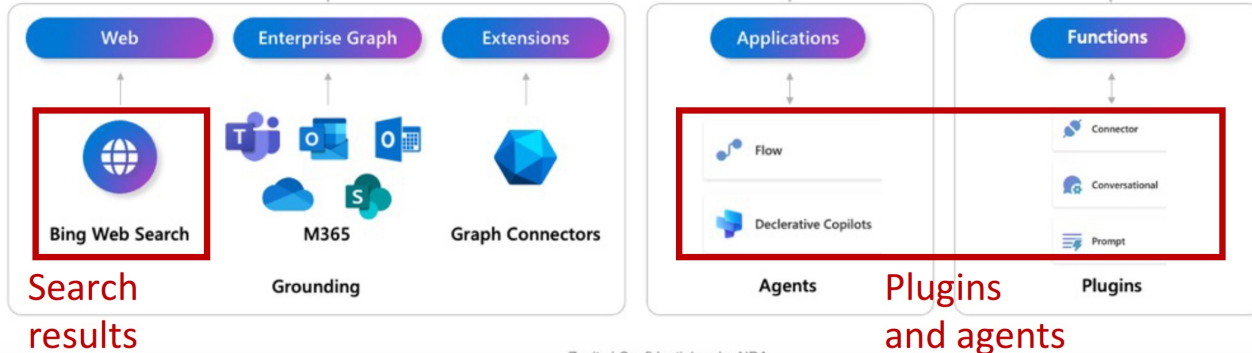 Web
Enterprise Graph
Extensions
Applications
Functions
Bing Web Search
M365
Graph Connectors
Flow
Declerative Copilots
Connector
Conversational
Prompt
Grounding
Agents
Plugins
Search
results
Plugins
and agents